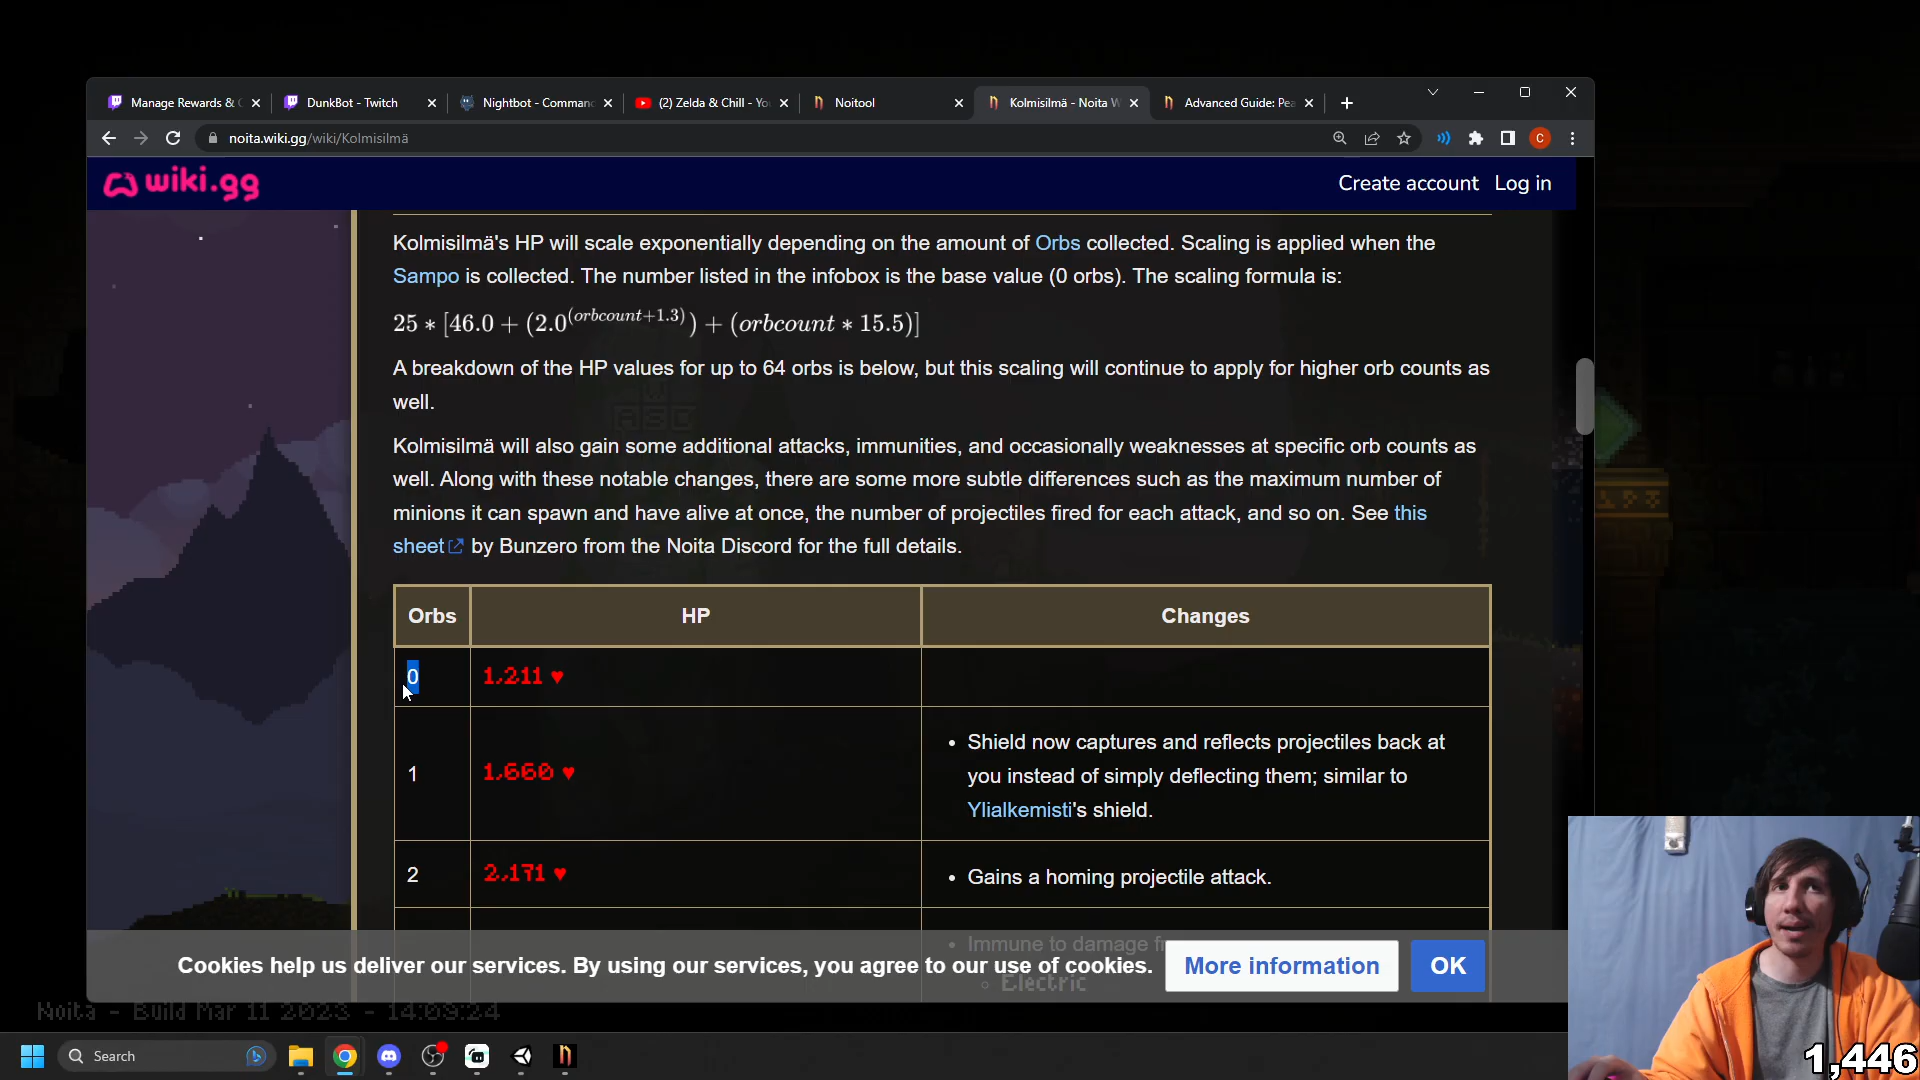 Manage Rewards & C
DunkBot - Twitch
Nightbot - Comman
(2) Zelda & Chill - Yo
Noitool
Kolmisilmä - Noita W
Advanced Guide: Pea
noita.wiki.gg/wiki/Kolmisilmä
C
wiki.gg
Create account
Log in
Kolmisilmä's HP will scale exponentially depending on the amount of Orbs collected. Scaling is applied when the
Sampo is collected. The number listed in the infobox is the base value (0 orbs). The scaling formula is:
25 * [46.0 + (2.0^(orbcount+1.3)) + (orbcount * 15.5)]
A breakdown of the HP values for up to 64 orbs is below, but this scaling will continue to apply for higher orb counts as
well.
Kolmisilmä will also gain some additional attacks, immunities, and occasionally weaknesses at specific orb counts as
well. Along with these notable changes, there are some more subtle differences such as the maximum number of
minions it can spawn and have alive at once, the number of projectiles fired for each attack, and so on. See this
sheet by Bunzero from the Noita Discord for the full details.
Orbs HP Changes
0 1,211 ♥
1 1,660 ♥
• Shield now captures and reflects projectiles back at
you instead of simply deflecting them; similar to
Ylialkemisti's shield.
2 2,171 ♥
• Gains a homing projectile attack.
• Immune to damage
Electric
Cookies help us deliver our services. By using our services, you agree to our use of cookies.
More information
OK
Noita - Build Mar 11 2023 - 14:09:24
Search
1,446